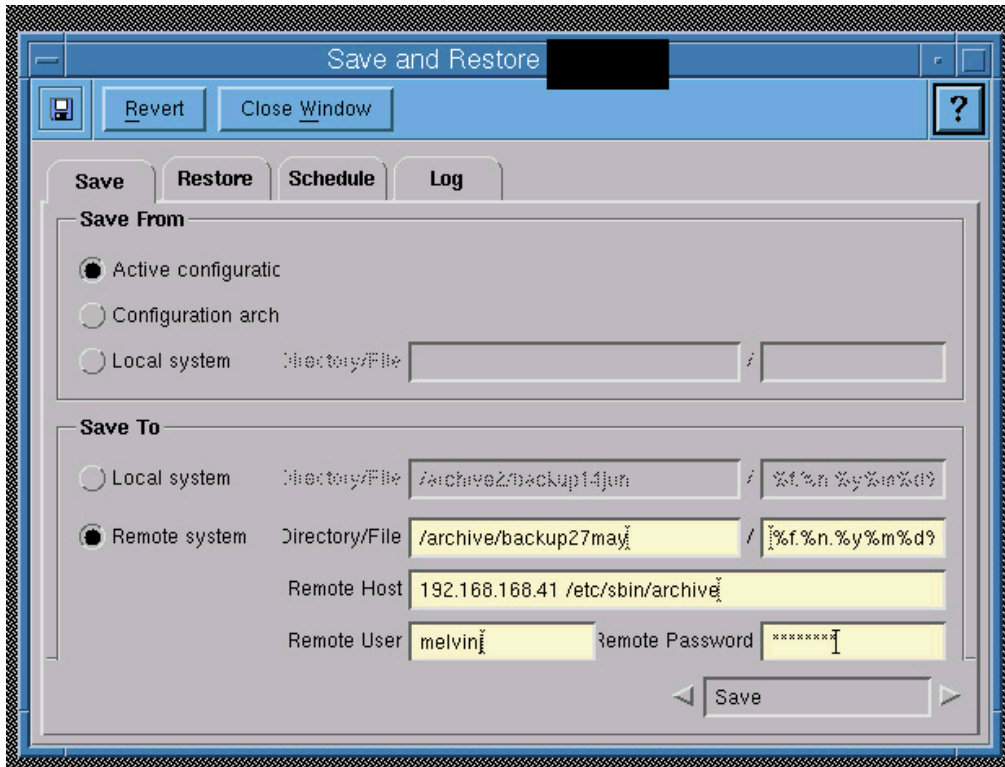 Save and Restore
Revert
Close Window
?
Save
Restore
Schedule
Log
Save From
Active configuratic
Configuration arch
Local system Directory/File /
Save To
Local system Directory/File /archive2/backup14jun / %f.%n.%y%m%d%
Remote system Directory/File /archive/backup27may / %f.%n.%y%m%d%
Remote Host 192.168.168.41 /etc/sbin/archive
Remote User melvin Remote Password ********
Save